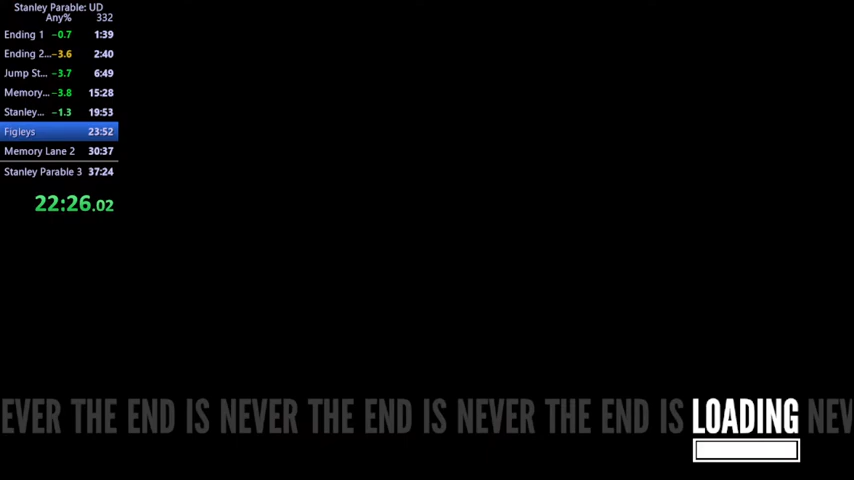 Stanley Parable: UD
Any% 332
Ending 1 -0.7 1:39
Ending 2... -3.6 2:40
Jump St... -3.7 6:49
Memory... -3.8 15:28
Stanley... -1.3 19:53
Figleys 23:52
Memory Lane 2 30:37
Stanley Parable 3 37:24
22:26.02
EVER THE END IS NEVER THE END IS NEVER THE END IS LOADING NEV